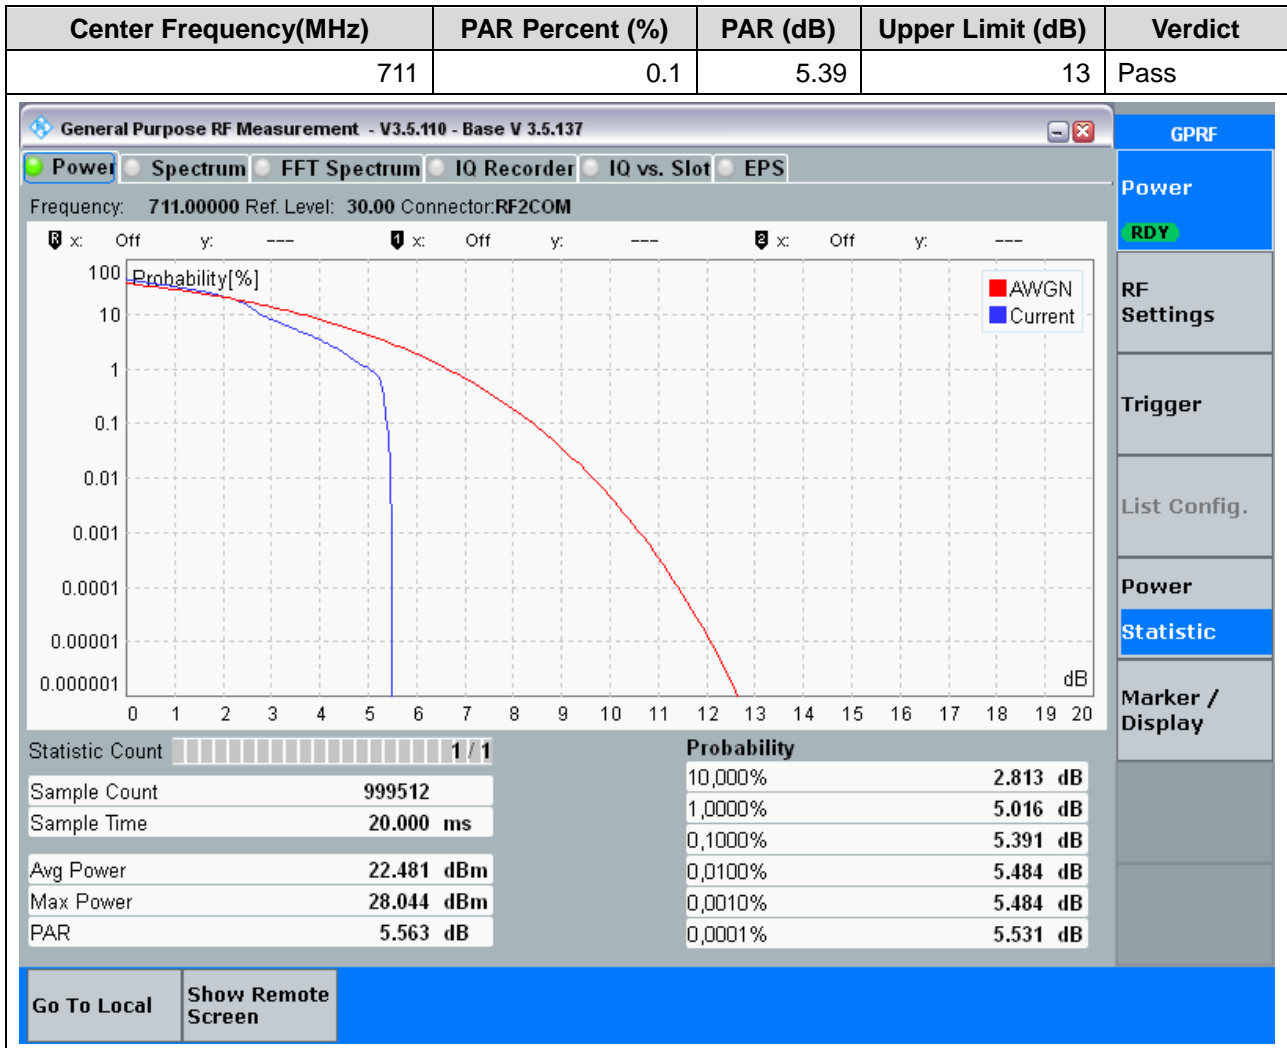 Center Frequency(MHz) PAR Percent (%) PAR (dB) Upper Limit (dB) Verdict
711 0.1 5.39 13 Pass
General Purpose RF Measurement - V3.5.110 - Base V 3.5.137
GPRF
Power Spectrum FFT Spectrum IQ Recorder IQ vs. Slot EPS
Power
RDY
Frequency: 711.00000 Ref. Level: 30.00 Connector:RF2COM
R x: Off y: --- 1 x: Off y: --- 2 x: Off y: ---
Probability[%]
AWGN
Current
100
10
1
0.1
0.01
0.001
0.0001
0.00001
0.000001
dB
0 1 2 3 4 5 6 7 8 9 10 11 12 13 14 15 16 17 18 19 20
RF
Settings
Trigger
List Config.
Power
Statistic
Marker /
Display
Statistic Count 1 / 1
Sample Count 999512
Sample Time 20.000 ms
Avg Power 22.481 dBm
Max Power 28.044 dBm
PAR 5.563 dB
Probability
10,000% 2.813 dB
1,0000% 5.016 dB
0,1000% 5.391 dB
0,0100% 5.484 dB
0,0010% 5.484 dB
0,0001% 5.531 dB
Go To Local
Show Remote
Screen